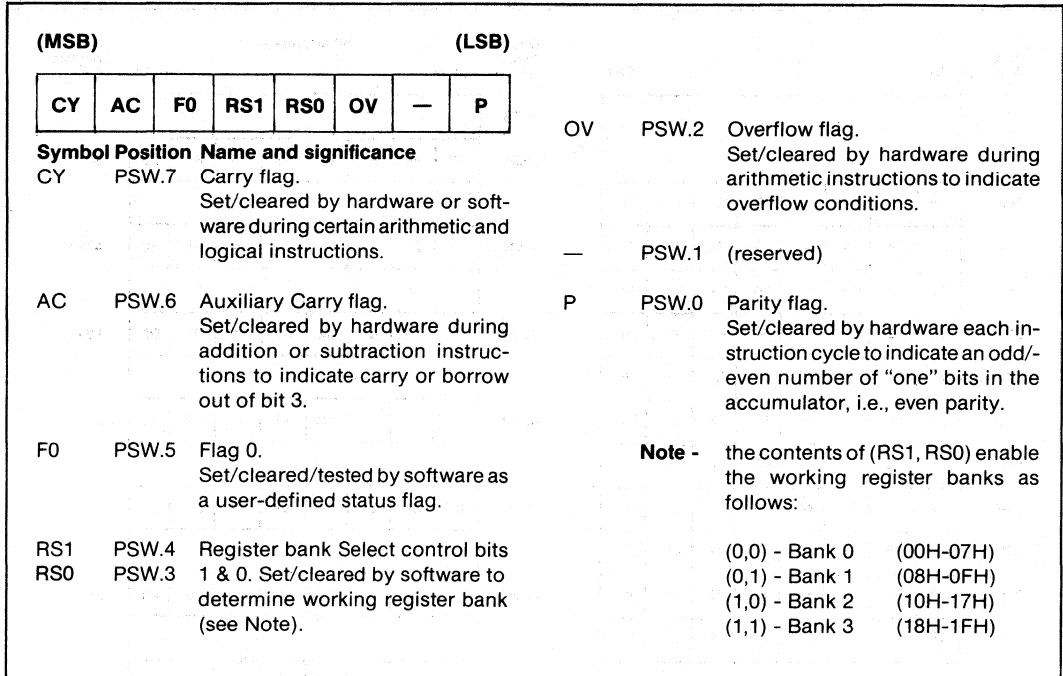 (MSB) (LSB)
CY AC F0 RS1 RS0 OV — P
Symbol Position Name and significance
CY PSW.7 Carry flag.
Set/cleared by hardware or soft-
ware during certain arithmetic and
logical instructions.
AC PSW.6 Auxiliary Carry flag.
Set/cleared by hardware during
addition or subtraction instruc-
tions to indicate carry or borrow
out of bit 3.
F0 PSW.5 Flag 0.
Set/cleared/tested by software as
a user-defined status flag.
RS1 PSW.4 Register bank Select control bits
RS0 PSW.3 1 & 0. Set/cleared by software to
determine working register bank
(see Note).
OV PSW.2 Overflow flag.
Set/cleared by hardware during
arithmetic instructions to indicate
overflow conditions.
— PSW.1 (reserved)
P PSW.0 Parity flag.
Set/cleared by hardware each in-
struction cycle to indicate an odd/-
even number of "one" bits in the
accumulator, i.e., even parity.
Note - the contents of (RS1, RS0) enable
the working register banks as
follows:
(0,0) - Bank 0 (00H-07H)
(0,1) - Bank 1 (08H-0FH)
(1,0) - Bank 2 (10H-17H)
(1,1) - Bank 3 (18H-1FH)